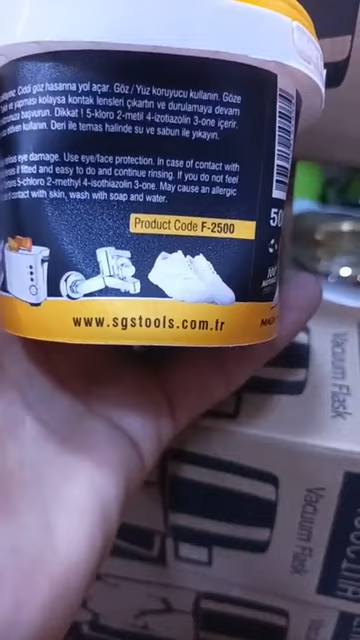 Ciddi göz hasarına yol açar. Göz / Yüz koruyucu kullanın. Göze
ve yapması kolaysa kontak lensleri çıkartın ve durulamaya devam
başvurun. Dikkat ! 5-kloro 2-metil 4-izotiazolin 3-one içerir.
kullanın. Deri ile temas halinde su ve sabun ile yıkayın.
eye damage. Use eye/face protection. In case of contact with
if fitted and easy to do and continue rinsing. If you do not feel
5-chloro 2-methyl 4-isothiazolin 3-one. May cause an allergic
contact with skin, wash with soap and water.
Product Code F-2500
www.sgstools.com.tr
Vacuum Flask
Vacuum Flask